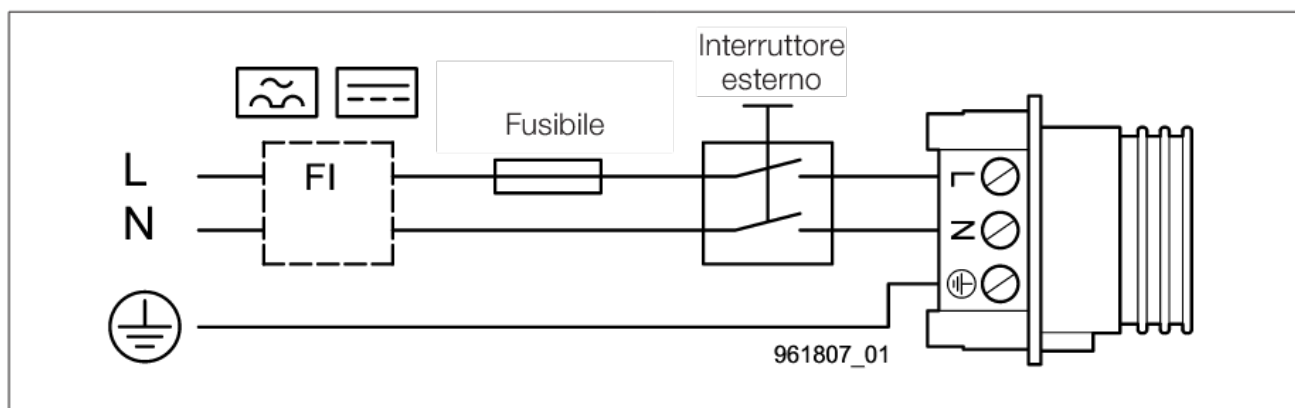 Interruttore
esterno
Fusibile
L
FI
L
N
N
961807_01